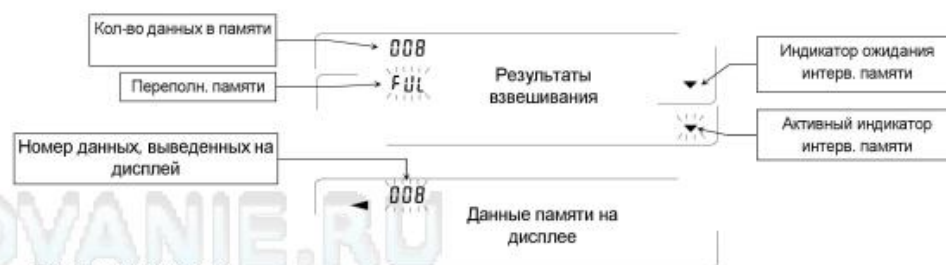 Кол-во данных в памяти
008
Индикатор ожидания
интерв. памяти
Переполн. памяти
FUL
Результаты
взвешивания
Активный индикатор
интерв. памяти
Номер данных, выведенных на
дисплей
008
Данные памяти на
дисплее
OVANIE.RU